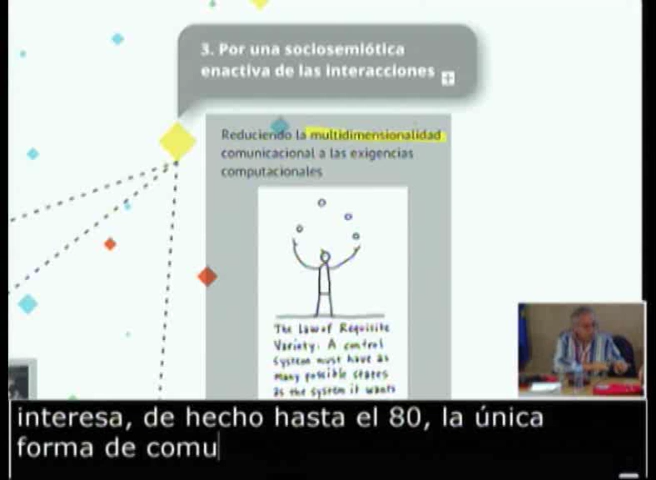 3. Por una sociosemiótica
enactiva de las interacciones
Reduciendo la multidimensionalidad
comunicacional a las exigencias
computacionales
The Law of Requisite
Variety: A control
System must have as
many possible states
as the system it wants
interesa, de hecho hasta el 80, la única
forma de comu